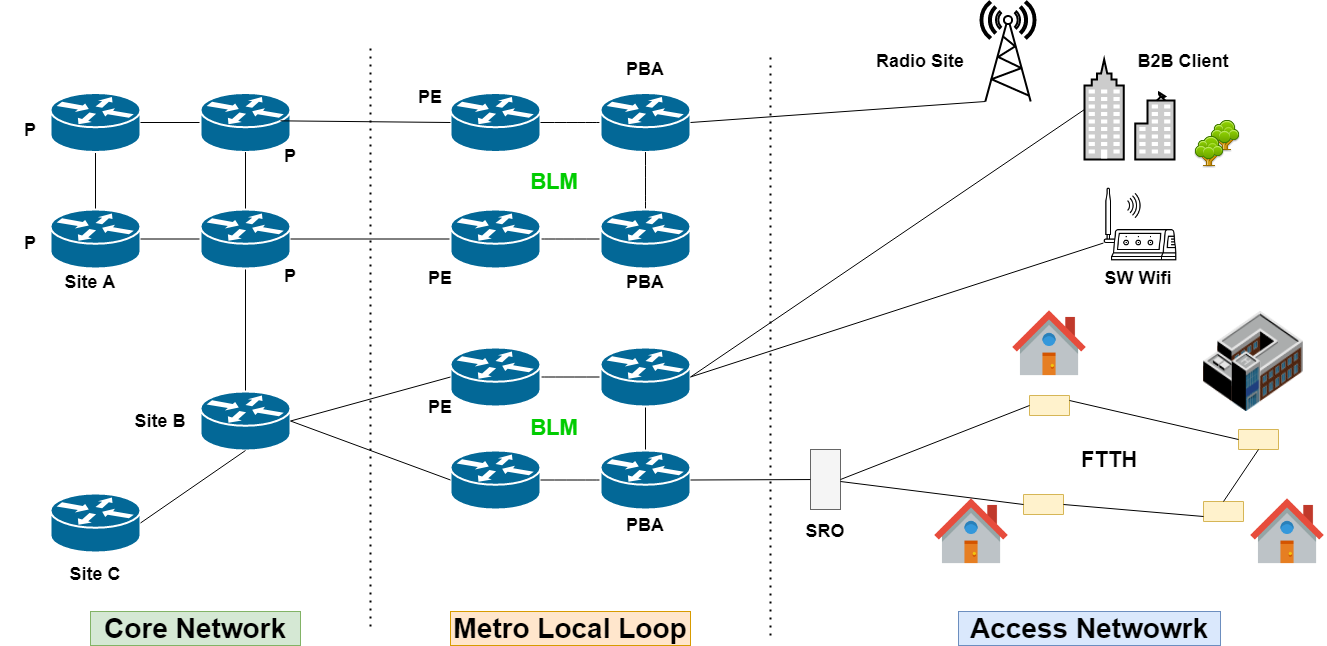 Radio Site
B2B Client
PBA
PE
P
P
BLM
P
P
Site A
PE
PBA
SW Wifi
PE
Site B
BLM
FTTH
PBA
SRO
Site C
Core Network
Metro Local Loop
Access Netwowrk